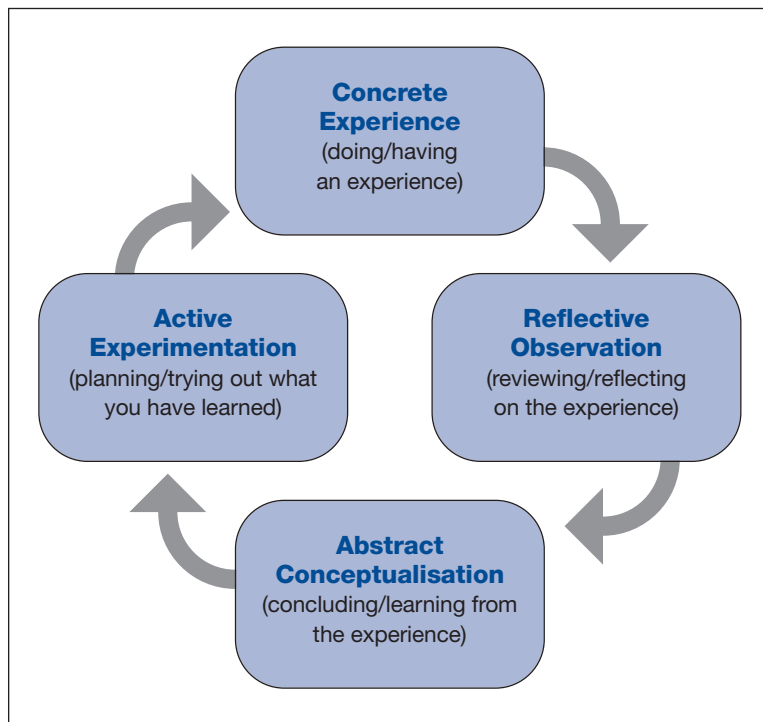 Concrete
Experience
(doing/having
an experience)
Reflective
Observation
(reviewing/reflecting
on the experience)
Abstract
Conceptualisation
(concluding/learning from
the experience)
Active
Experimentation
(planning/trying out what
you have learned)